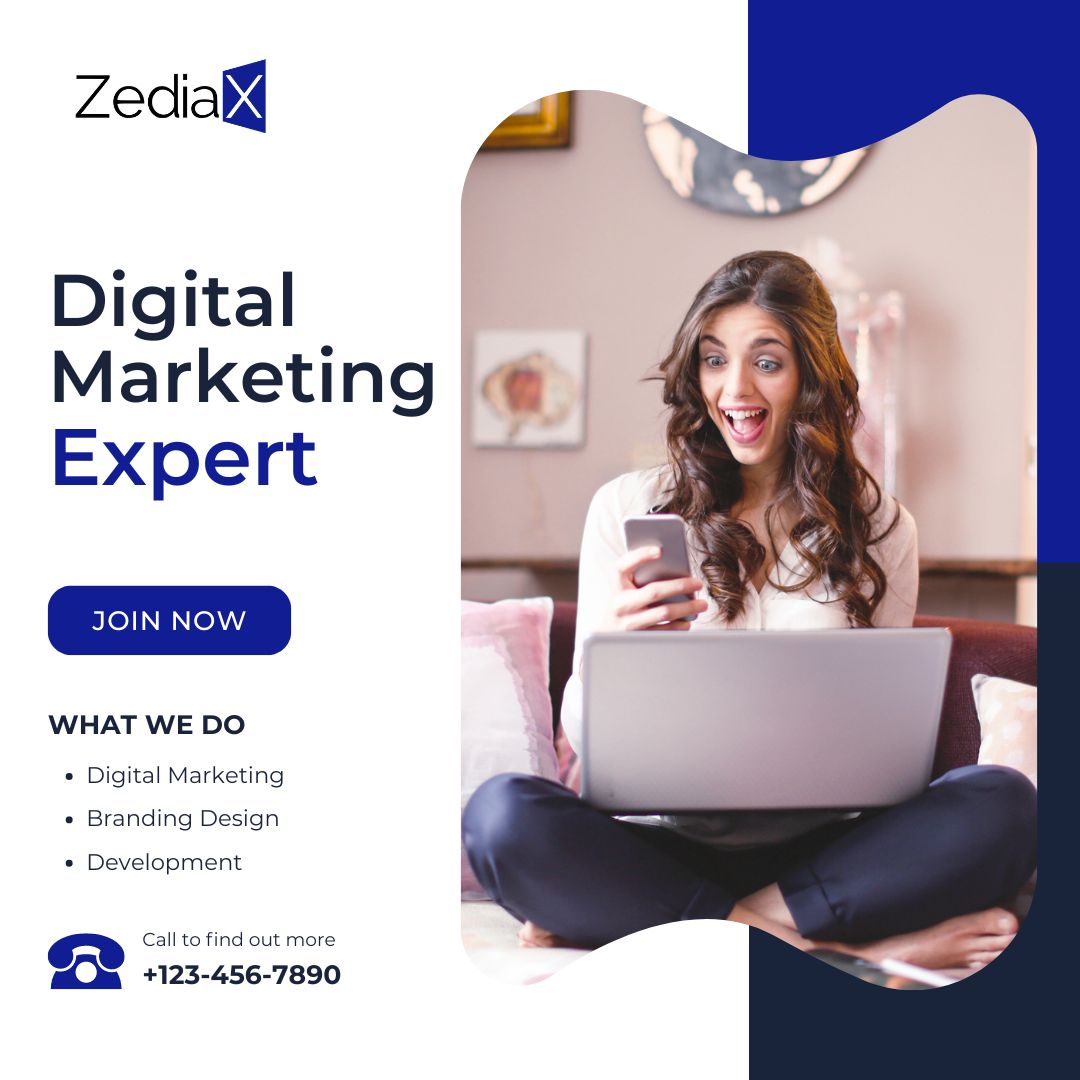 ZediaX
Digital
Marketing
Expert
JOIN NOW
WHAT WE DO
• Digital Marketing
• Branding Design
• Development
Call to find out more
+123-456-7890